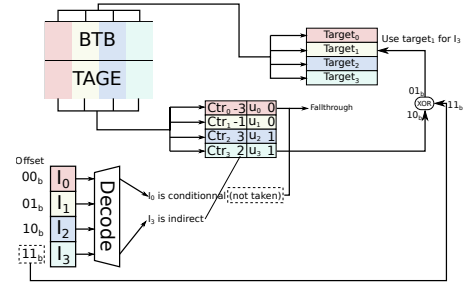 BTB
TAGE
Target0
Target1
Target2
Target3
Use target1 for I3
01b
XOR
10b
11b
Ctr0 -3 u0 0
Ctr1 -1 u1 0
Ctr2 3 u2 1
Ctr3 2 u3 1
Fallthrough
Offset
00b I0
01b I1
10b I2
11b I3
Decode
I0 is conditionnal (not taken)
I3 is indirect